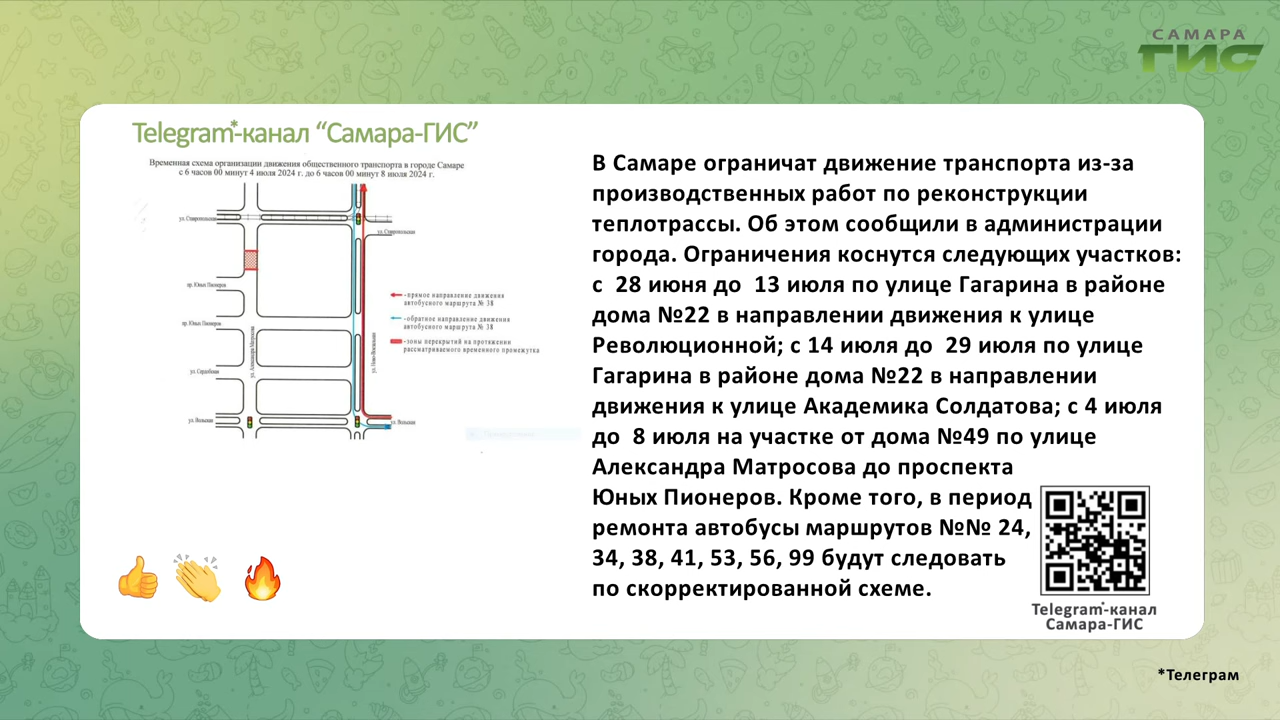 САМАРА
ГИС
Telegram*-канал “Самара-ГИС”
Временная схема организации движения общественного транспорта в городе Самаре
с 6 часов 00 минут 4 июля 2024 г. до 6 часов 00 минут 8 июля 2024 г.
ул. Ставропольская
ул. Ставропольская
пр. Юных Пионеров
пр. Юных Пионеров
ул. Александра Матросова
ул. Ново-Вокзальная
ул. Сердобская
ул. Вольская
ул. Вольская
-прямое направление движения
автобусного маршрута № 38
-обратное направление движения
автобусного маршрута № 38
-зоны перекрытий на протяжении
рассматриваемого временного промежутка
В Самаре ограничат движение транспорта из-за
производственных работ по реконструкции
теплотрассы. Об этом сообщили в администрации
города. Ограничения коснутся следующих участков:
с 28 июня до 13 июля по улице Гагарина в районе
дома №22 в направлении движения к улице
Революционной; с 14 июля до 29 июля по улице
Гагарина в районе дома №22 в направлении
движения к улице Академика Солдатова; с 4 июля
до 8 июля на участке от дома №49 по улице
Александра Матросова до проспекта
Юных Пионеров. Кроме того, в период
ремонта автобусы маршрутов №№ 24,
34, 38, 41, 53, 56, 99 будут следовать
по скорректированной схеме.
Telegram*-канал
Самара-ГИС
*Телеграм